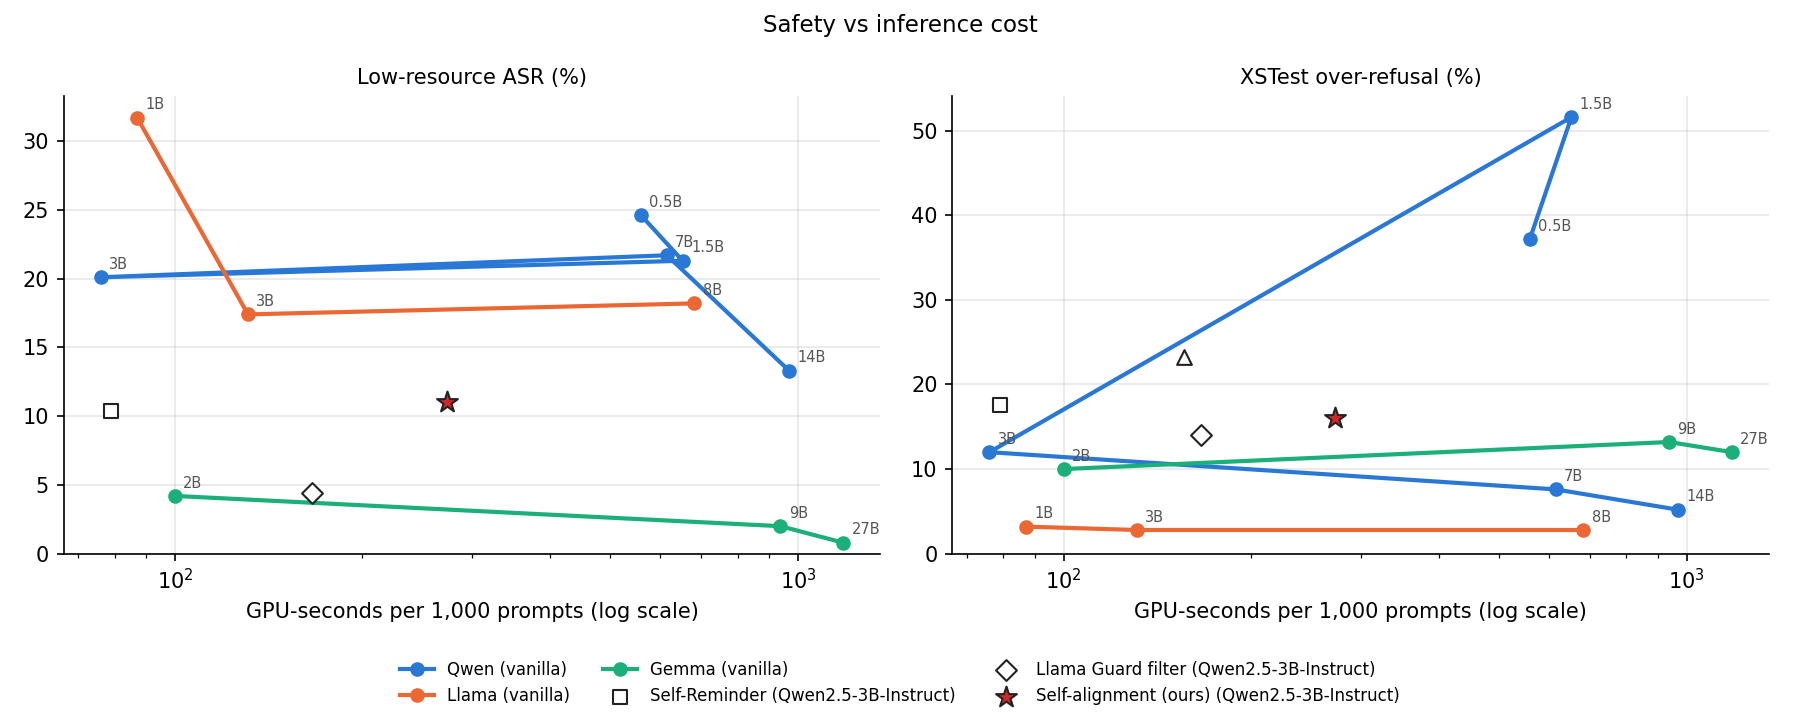 Safety vs inference cost
Low-resource ASR (%)
30
25
20
15
10
5
0
1B
3B
0.5B
7B
1.5B
3B
8B
14B
2B
9B
27B
10²
10³
GPU-seconds per 1,000 prompts (log scale)
XSTest over-refusal (%)
50
40
30
20
10
0
1.5B
0.5B
3B
2B
9B
27B
7B
14B
1B
3B
8B
10²
10³
GPU-seconds per 1,000 prompts (log scale)
Qwen (vanilla)
Llama (vanilla)
Gemma (vanilla)
Self-Reminder (Qwen2.5-3B-Instruct)
Llama Guard filter (Qwen2.5-3B-Instruct)
Self-alignment (ours) (Qwen2.5-3B-Instruct)